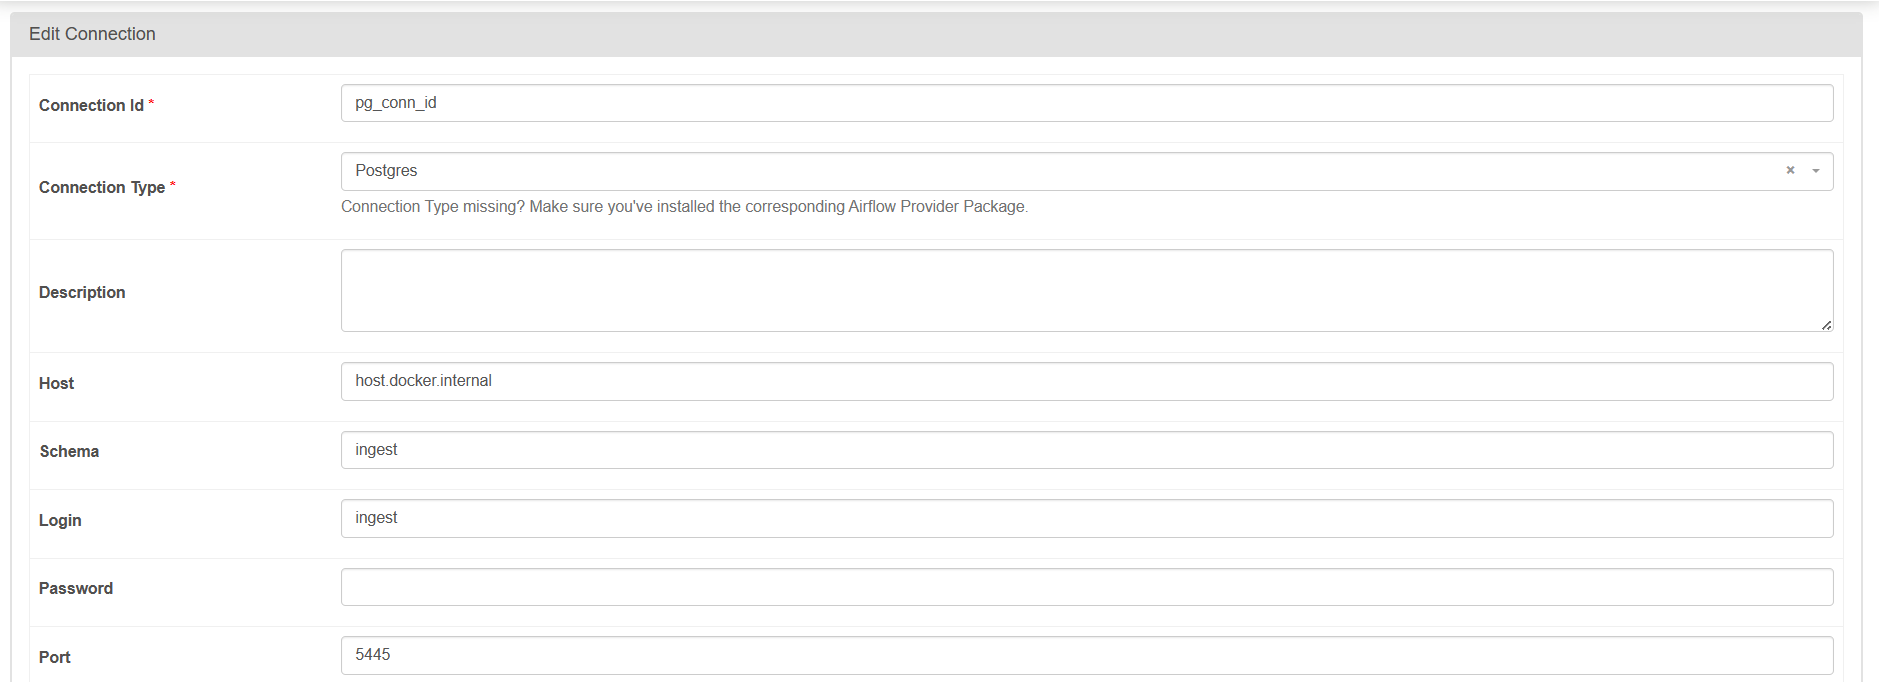 Edit Connection
Connection Id *
pg_conn_id
Connection Type *
Postgres
Connection Type missing? Make sure you've installed the corresponding Airflow Provider Package.
Description
Host
host.docker.internal
Schema
ingest
Login
ingest
Password
Port
5445